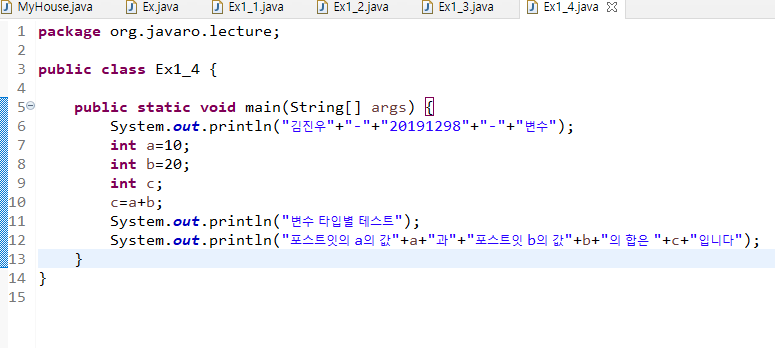 MyHouse.java Ex.java Ex1_1.java Ex1_2.java Ex1_3.java Ex1_4.java
1 package org.javaro.lecture;
2
3 public class Ex1_4 {
4
5 public static void main(String[] args) {
6 System.out.println("김진우"+"-"+"20191298"+"-"+"변수");
7 int a=10;
8 int b=20;
9 int c;
10 c=a+b;
11 System.out.println("변수 타입별 테스트");
12 System.out.println("포스트잇의 a의 값"+a+"과"+"포스트잇 b의 값"+b+"의 합은 "+c+"입니다");
13 }
14 }
15